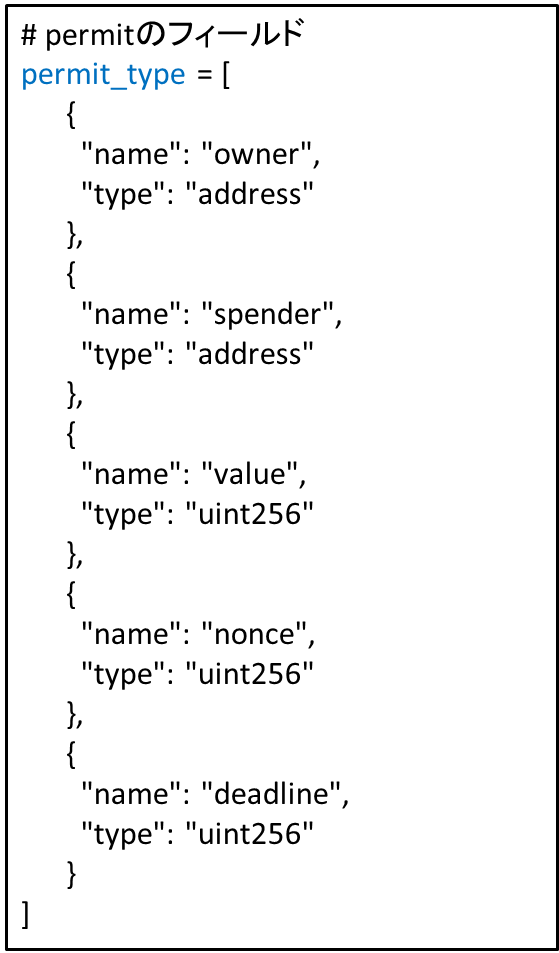 # permitのフィールド
permit_type = [
{
"name": "owner",
"type": "address"
},
{
"name": "spender",
"type": "address"
},
{
"name": "value",
"type": "uint256"
},
{
"name": "nonce",
"type": "uint256"
},
{
"name": "deadline",
"type": "uint256"
}
]